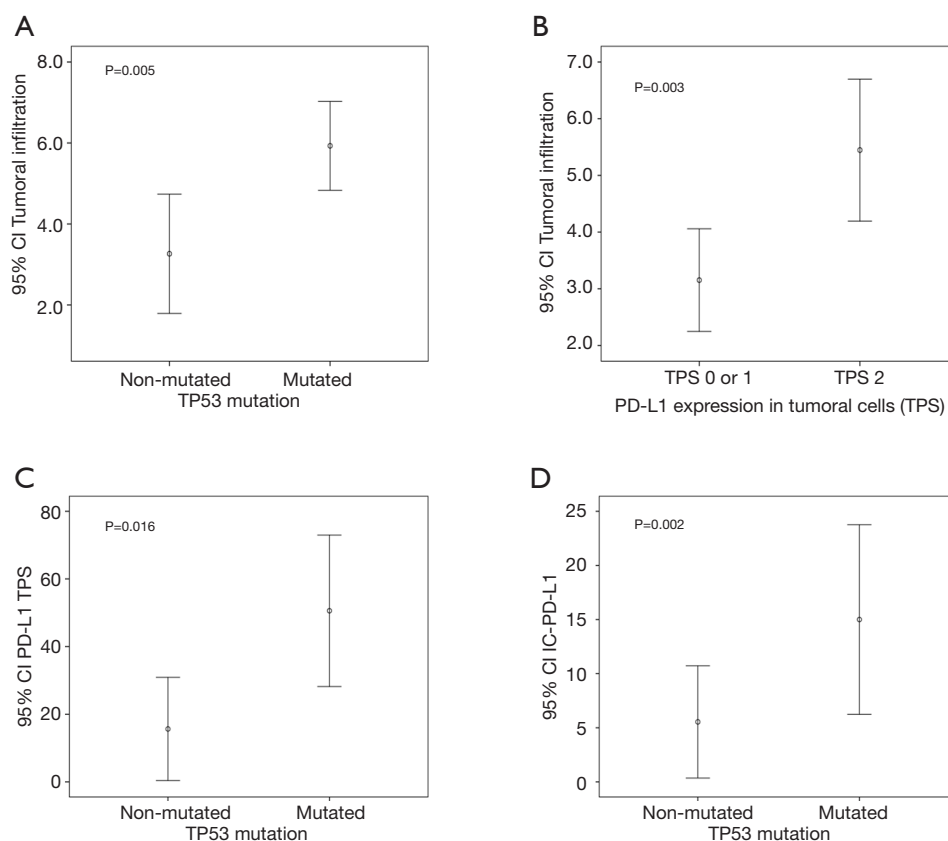 A
8.0
P=0.005
6.0
4.0
2.0
95% CI Tumoral infiltration
Non-mutated Mutated
TP53 mutation
B
7.0
P=0.003
6.0
5.0
4.0
3.0
2.0
95% CI Tumoral infiltration
TPS 0 or 1 TPS 2
PD-L1 expression in tumoral cells (TPS)
C
80
P=0.016
60
40
20
0
95% CI PD-L1 TPS
Non-mutated Mutated
TP53 mutation
D
25
P=0.002
20
15
10
5
0
95% CI IC-PD-L1
Non-mutated Mutated
TP53 mutation